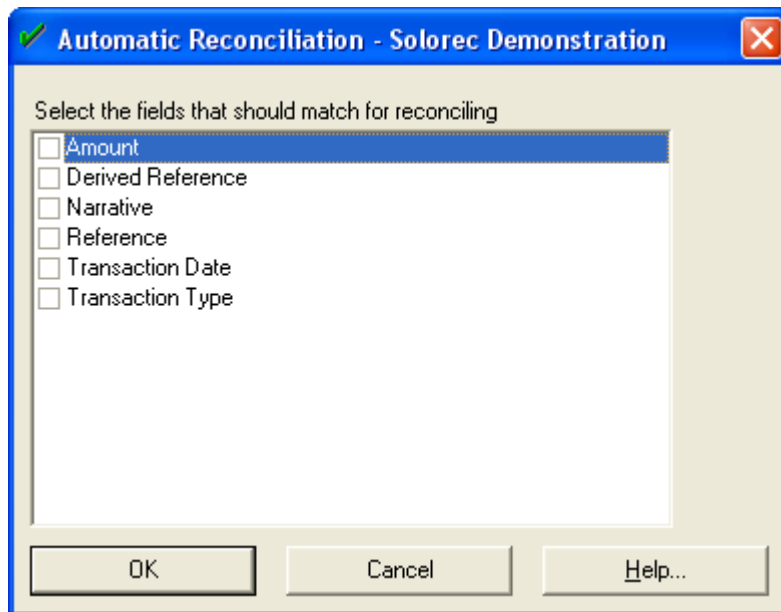 Automatic Reconciliation - Solorec Demonstration
Select the fields that should match for reconciling
Amount
Derived Reference
Narrative
Reference
Transaction Date
Transaction Type
OK Cancel Help...